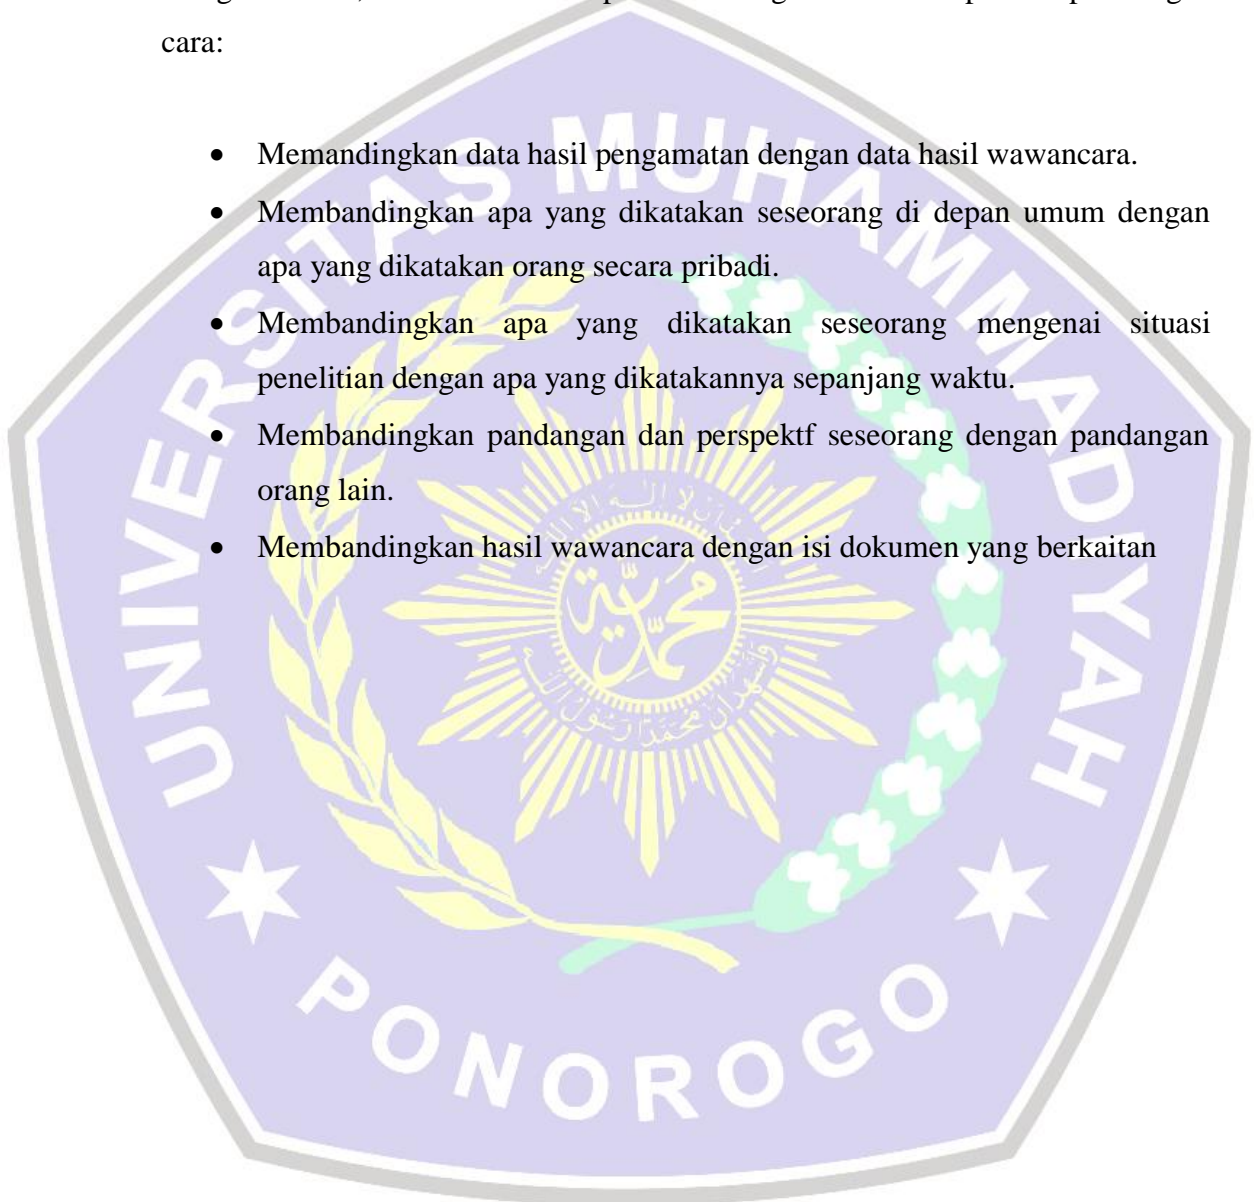 cara:
• Memandingkan data hasil pengamatan dengan data hasil wawancara.
• Membandingkan apa yang dikatakan seseorang di depan umum dengan
apa yang dikatakan orang secara pribadi.
• Membandingkan apa yang dikatakan seseorang mengenai situasi
penelitian dengan apa yang dikatakannya sepanjang waktu.
• Membandingkan pandangan dan perspektf seseorang dengan pandangan
orang lain.
• Membandingkan hasil wawancara dengan isi dokumen yang berkaitan
UNIVERSITAS MUHAMMADIYAH
PONOROGO
محمدية